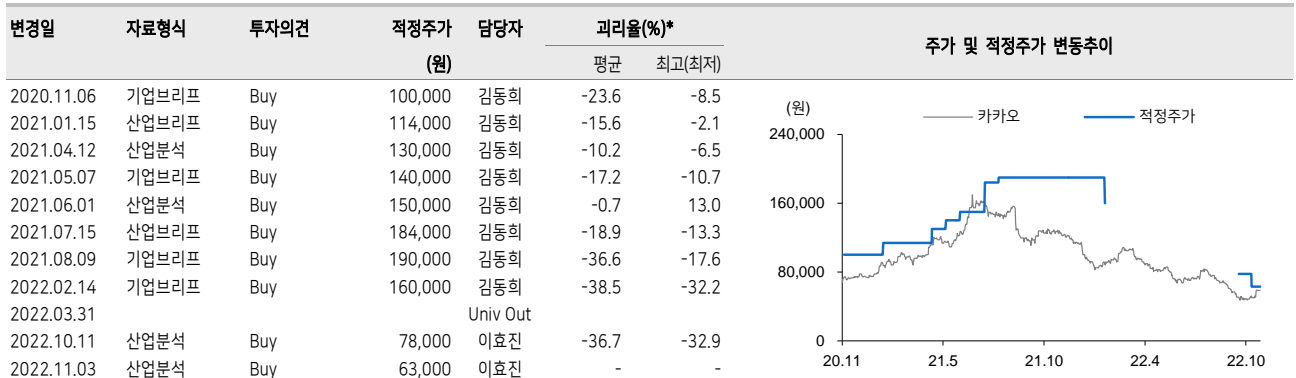 변경일 자료형식 투자의견 적정주가 담당자 괴리율(%)* 주가 및 적정주가 변동추이
(원) 평균 최고(최저)
2020.11.06 기업브리프 Buy 100,000 김동희 -23.6 -8.5
2021.01.15 산업브리프 Buy 114,000 김동희 -15.6 -2.1
2021.04.12 산업분석 Buy 130,000 김동희 -10.2 -6.5
2021.05.07 기업브리프 Buy 140,000 김동희 -17.2 -10.7
2021.06.01 산업분석 Buy 150,000 김동희 -0.7 13.0
2021.07.15 산업브리프 Buy 184,000 김동희 -18.9 -13.3
2021.08.09 기업브리프 Buy 190,000 김동희 -36.6 -17.6
2022.02.14 기업브리프 Buy 160,000 김동희 -38.5 -32.2
2022.03.31 Univ Out
2022.10.11 산업분석 Buy 78,000 이효진 -36.7 -32.9
2022.11.03 산업분석 Buy 63,000 이효진 - -
(원)
카카오 적정주가
240,000
160,000
80,000
0
20.11 21.5 21.10 22.4 22.10